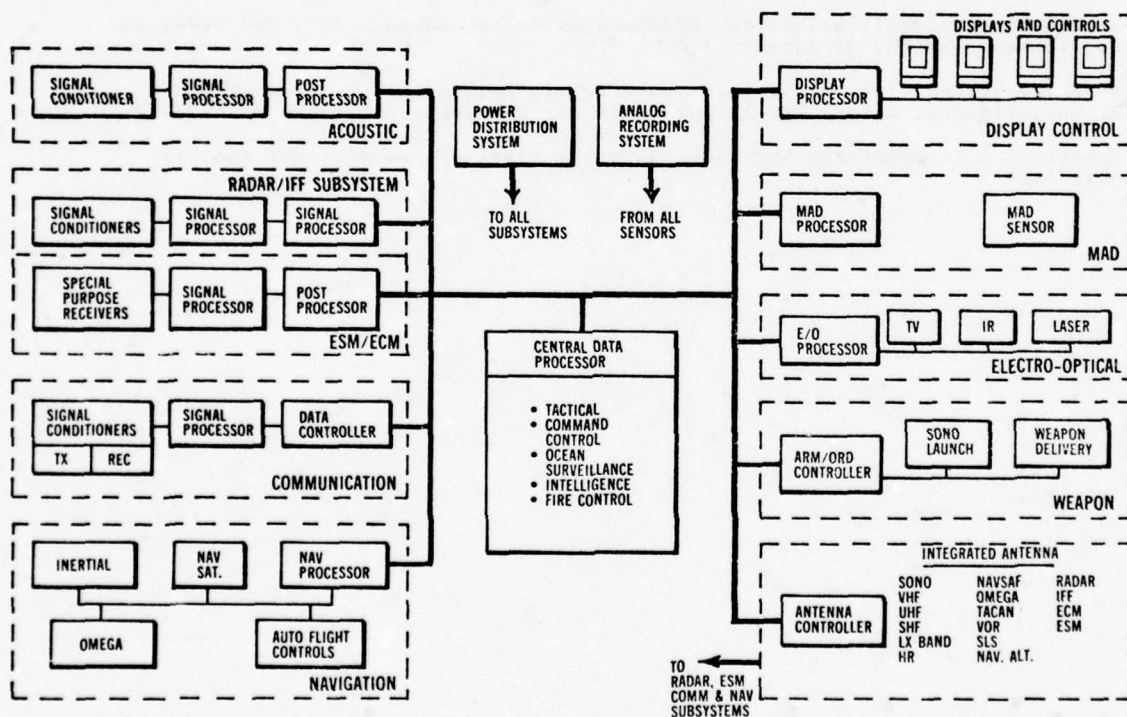 SIGNAL
CONDITIONER
SIGNAL
PROCESSOR
POST
PROCESSOR
ACOUSTIC
RADAR/IFF SUBSYSTEM
SIGNAL
CONDITIONERS
SIGNAL
PROCESSOR
SIGNAL
PROCESSOR
SPECIAL
PURPOSE
RECEIVERS
SIGNAL
PROCESSOR
POST
PROCESSOR
ESM/ECM
SIGNAL
CONDITIONERS
TX
REC
SIGNAL
PROCESSOR
DATA
CONTROLLER
COMMUNICATION
INERTIAL
NAV
SAT.
NAV
PROCESSOR
OMEGA
AUTO FLIGHT
CONTROLS
NAVIGATION
POWER
DISTRIBUTION
SYSTEM
TO ALL
SUBSYSTEMS
ANALOG
RECORDING
SYSTEM
FROM ALL
SENSORS
CENTRAL DATA
PROCESSOR
• TACTICAL
• COMMAND
CONTROL
• OCEAN
SURVEILLANCE
• INTELLIGENCE
• FIRE CONTROL
DISPLAYS AND CONTROLS
DISPLAY
PROCESSOR
DISPLAY CONTROL
MAD
PROCESSOR
MAD
SENSOR
MAD
E/O
PROCESSOR
TV
IR
LASER
ELECTRO-OPTICAL
ARM/ORD
CONTROLLER
SONO
LAUNCH
WEAPON
DELIVERY
WEAPON
INTEGRATED ANTENNA
ANTENNA
CONTROLLER
SONO
VHF
UHF
SHF
LX BAND
HR
NAVSAF
OMEGA
TACAN
VOR
SLS
NAV. ALT.
RADAR
IFF
ECM
ESM
TO
RADAR, ESM
COMM & NAV
SUBSYSTEMS